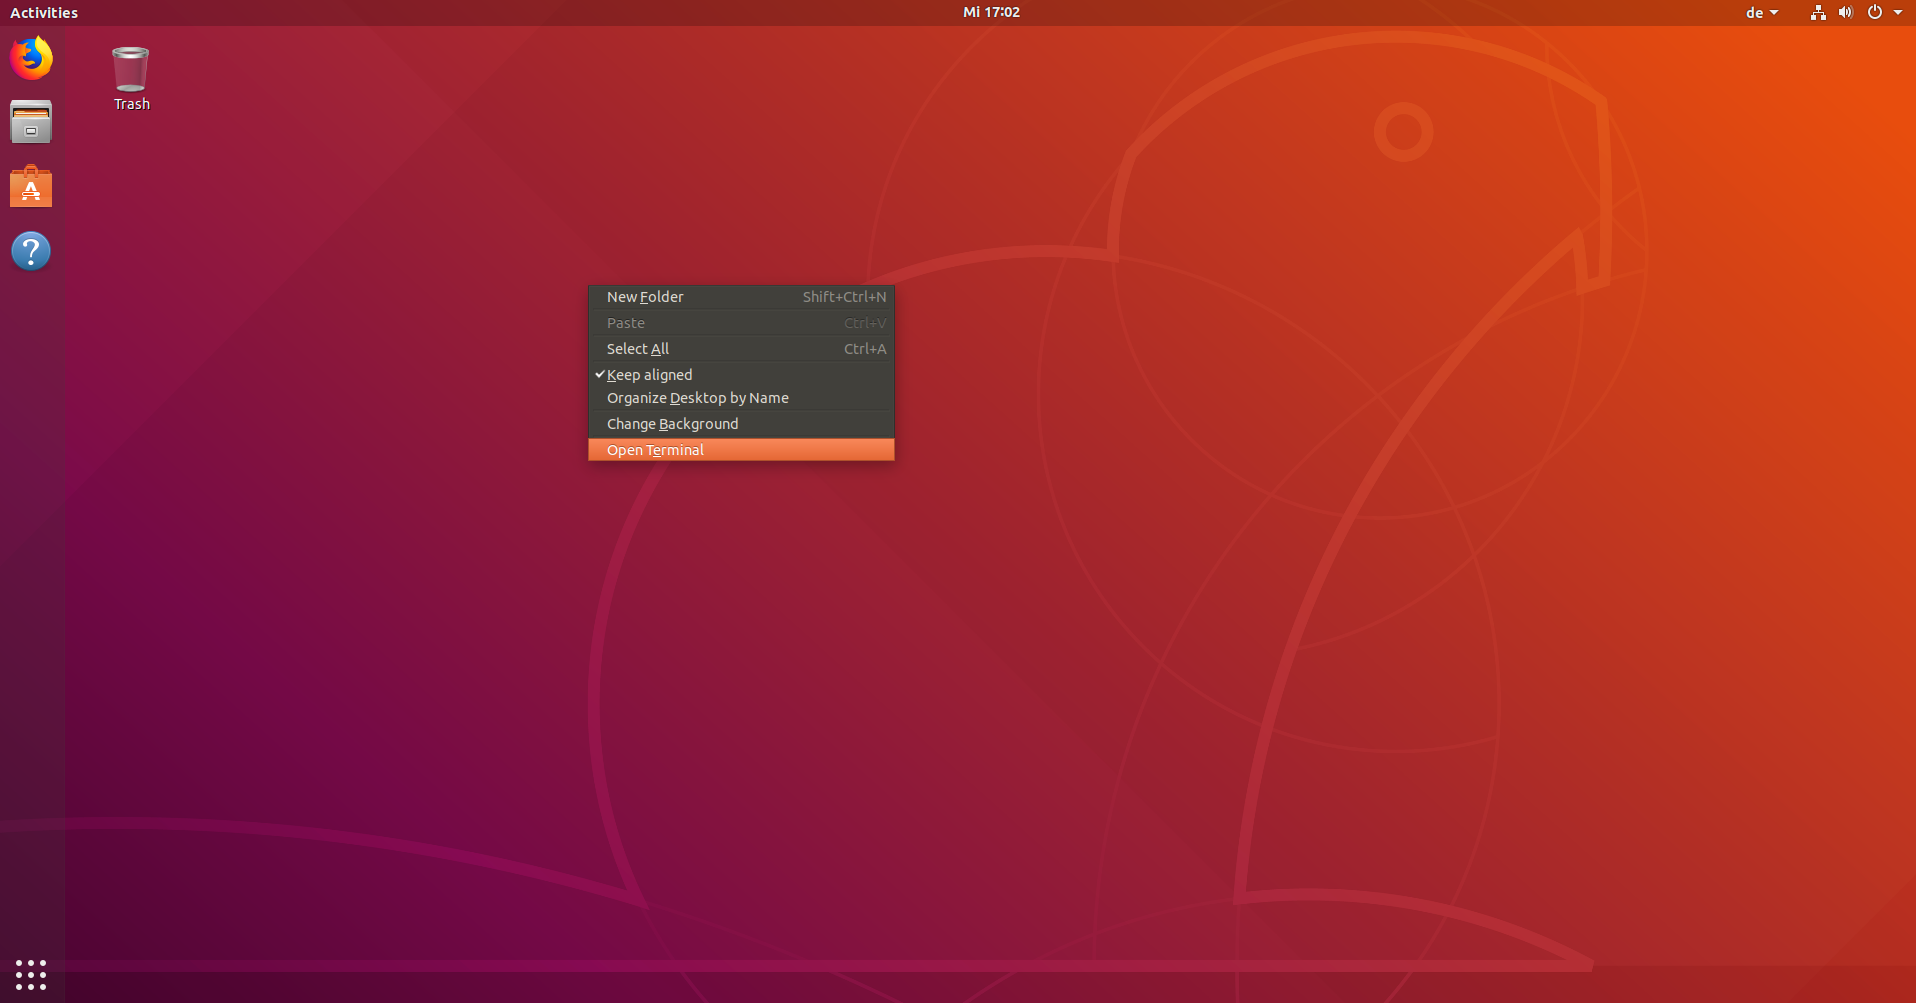 Activities
Mi 17:02
de
Trash
New Folder Shift+Ctrl+N
Paste Ctrl+V
Select All Ctrl+A
Keep aligned
Organize Desktop by Name
Change Background
Open Terminal